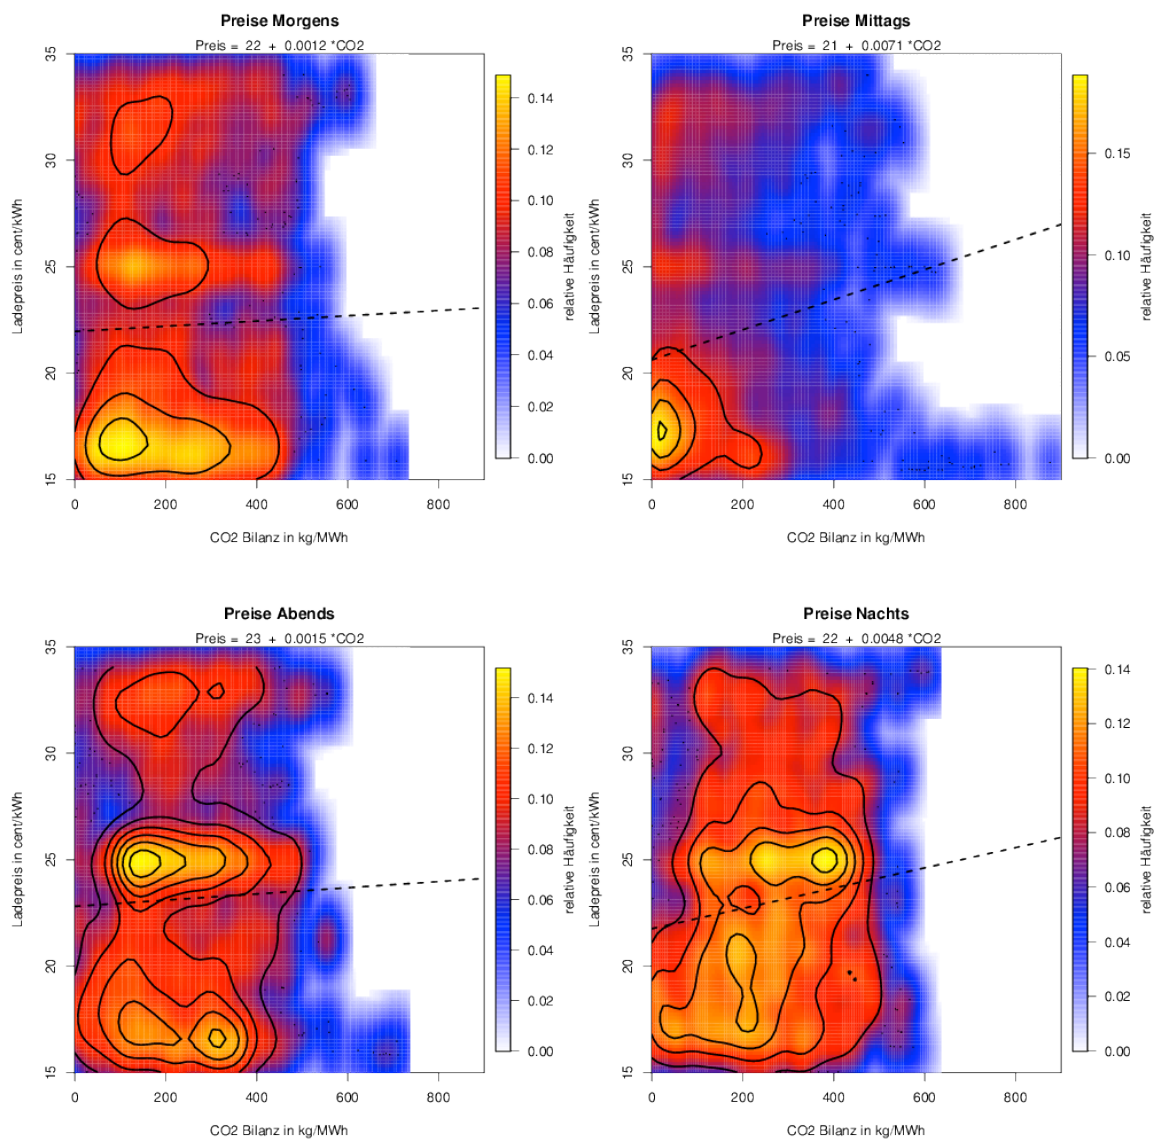 Preise Morgens
Preis = 22 + 0.0012 *CO2
35
30
25
20
15
Ladepreis in cent/kWh
0 200 400 600 800
CO2 Bilanz in kg/MWh
0.14
0.12
0.10
0.08
0.06
0.04
0.02
0.00
relative Häufigkeit
Preise Mittags
Preis = 21 + 0.0071 *CO2
35
30
25
20
15
Ladepreis in cent/kWh
0 200 400 600 800
CO2 Bilanz in kg/MWh
0.15
0.10
0.05
0.00
relative Häufigkeit
Preise Abends
Preis = 23 + 0.0015 *CO2
35
30
25
20
15
Ladepreis in cent/kWh
0 200 400 600 800
CO2 Bilanz in kg/MWh
0.14
0.12
0.10
0.08
0.06
0.04
0.02
0.00
relative Häufigkeit
Preise Nachts
Preis = 22 + 0.0048 *CO2
35
30
25
20
15
Ladepreis in cent/kWh
0 200 400 600 800
CO2 Bilanz in kg/MWh
0.14
0.12
0.10
0.08
0.06
0.04
0.02
0.00
relative Häufigkeit